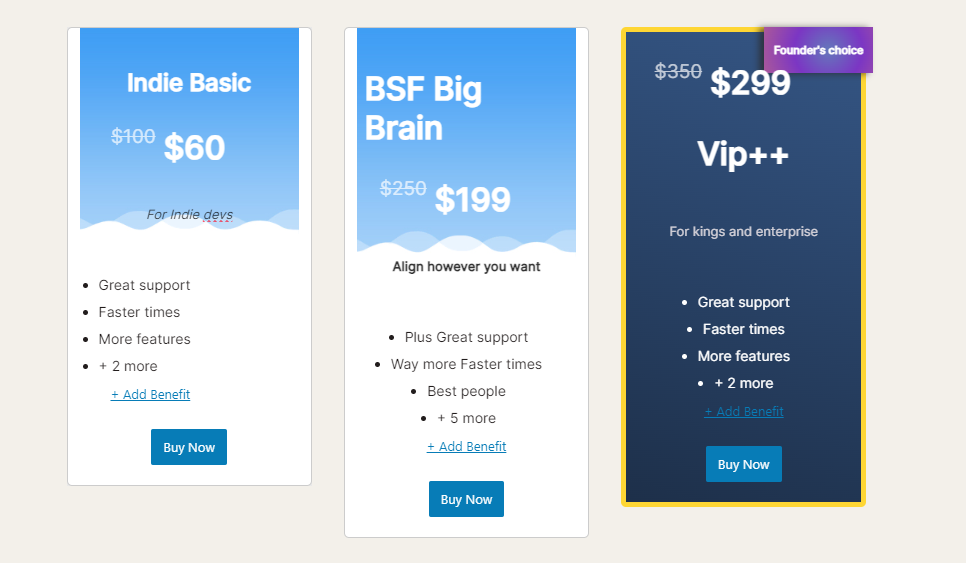 Indie Basic
$100 $60
For Indie devs
Great support
Faster times
More features
+ 2 more
+ Add Benefit
Buy Now
BSF Big
Brain
$250 $199
Align however you want
Plus Great support
Way more Faster times
Best people
+ 5 more
+ Add Benefit
Buy Now
Founder's choice
$350 $299
Vip++
For kings and enterprise
Great support
Faster times
More features
+ 2 more
+ Add Benefit
Buy Now